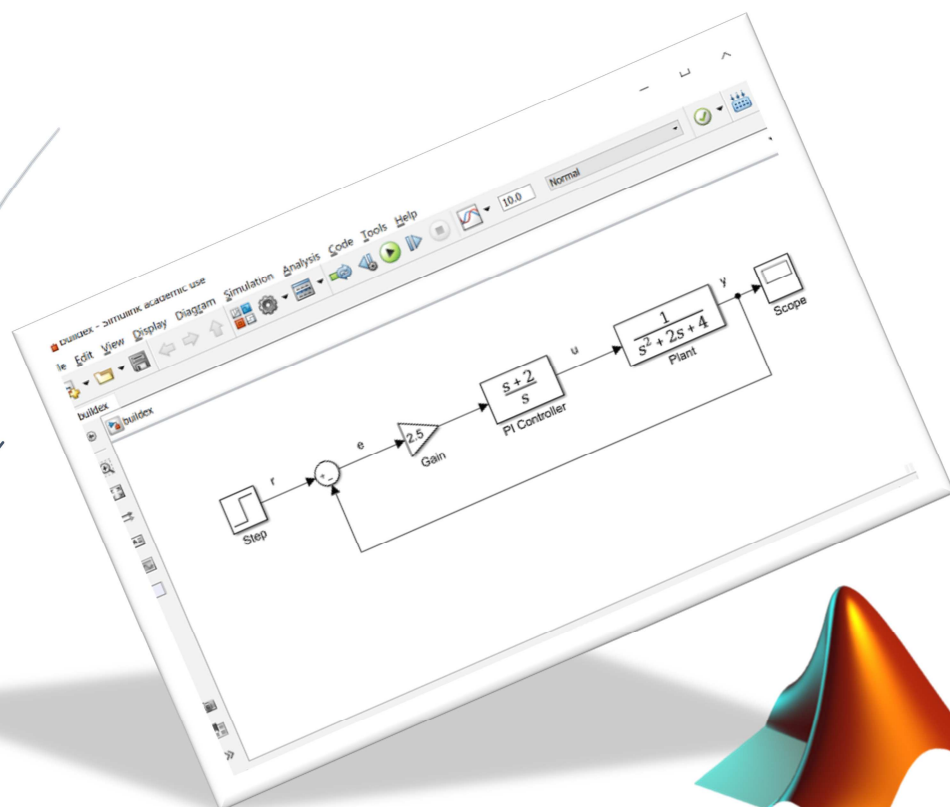 buildex - Simulink academic use
Edit View Display Diagram Simulation Analysis Code Tools Help
10.0
Normal
buildex
buildex
Step
r
+
-
e
2.5
Gain
s + 2
s
PI Controller
u
1
s² + 2s + 4
Plant
y
Scope